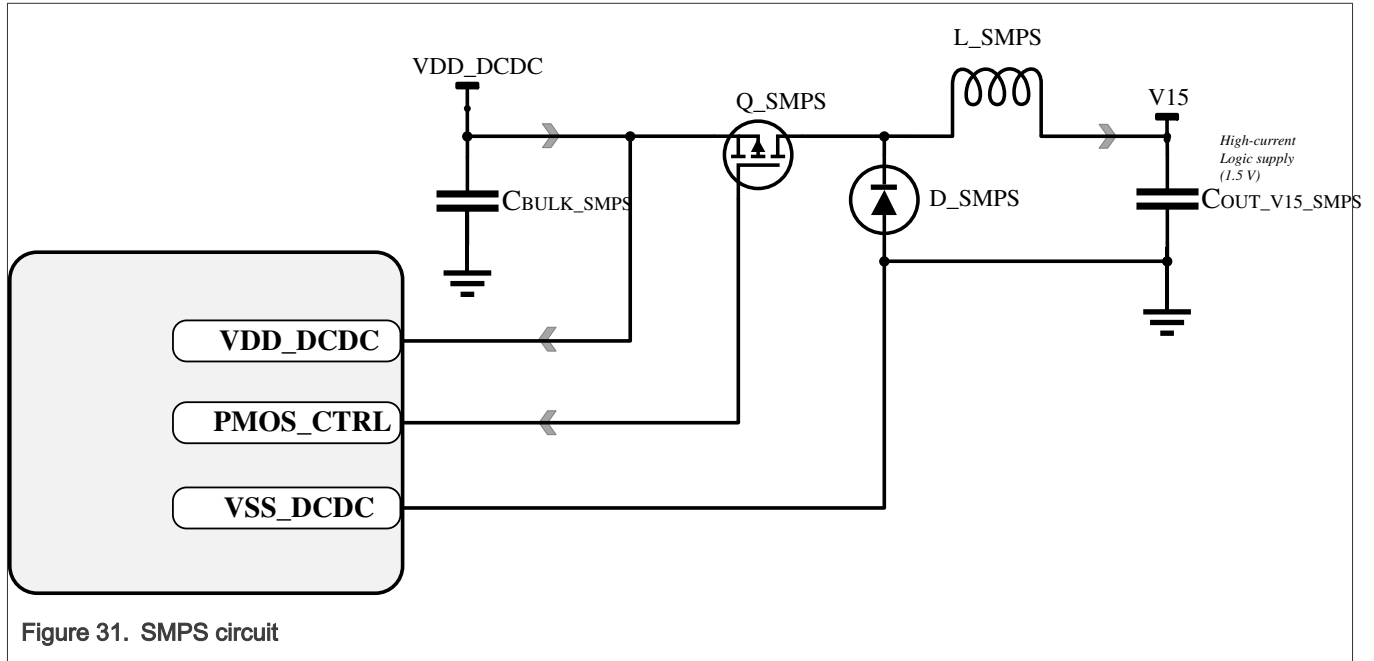 L_SMPS
VDD_DCDC
Q_SMPS
V15
High-current
Logic supply
(1.5 V)
CBULK_SMPS
D_SMPS
COUT_V15_SMPS
VDD_DCDC
PMOS_CTRL
VSS_DCDC
Figure 31. SMPS circuit